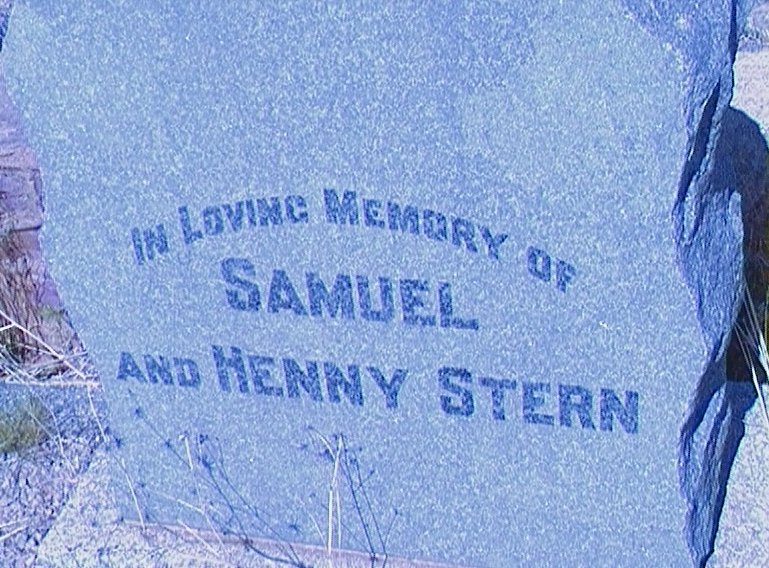 In Loving Memory of
Samuel
and Henny Stern